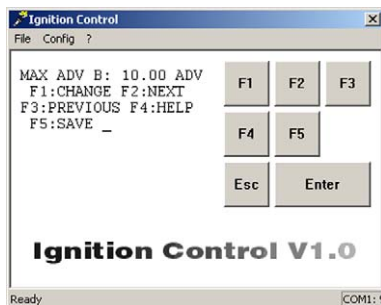 Ignition Control
File Config ?
MAX ADV B: 10.00 ADV
F1:CHANGE F2:NEXT
F3:PREVIOUS F4:HELP
F5:SAVE _
F1 F2 F3
F4 F5
Esc Enter
Ignition Control V1.0
Ready COM1: